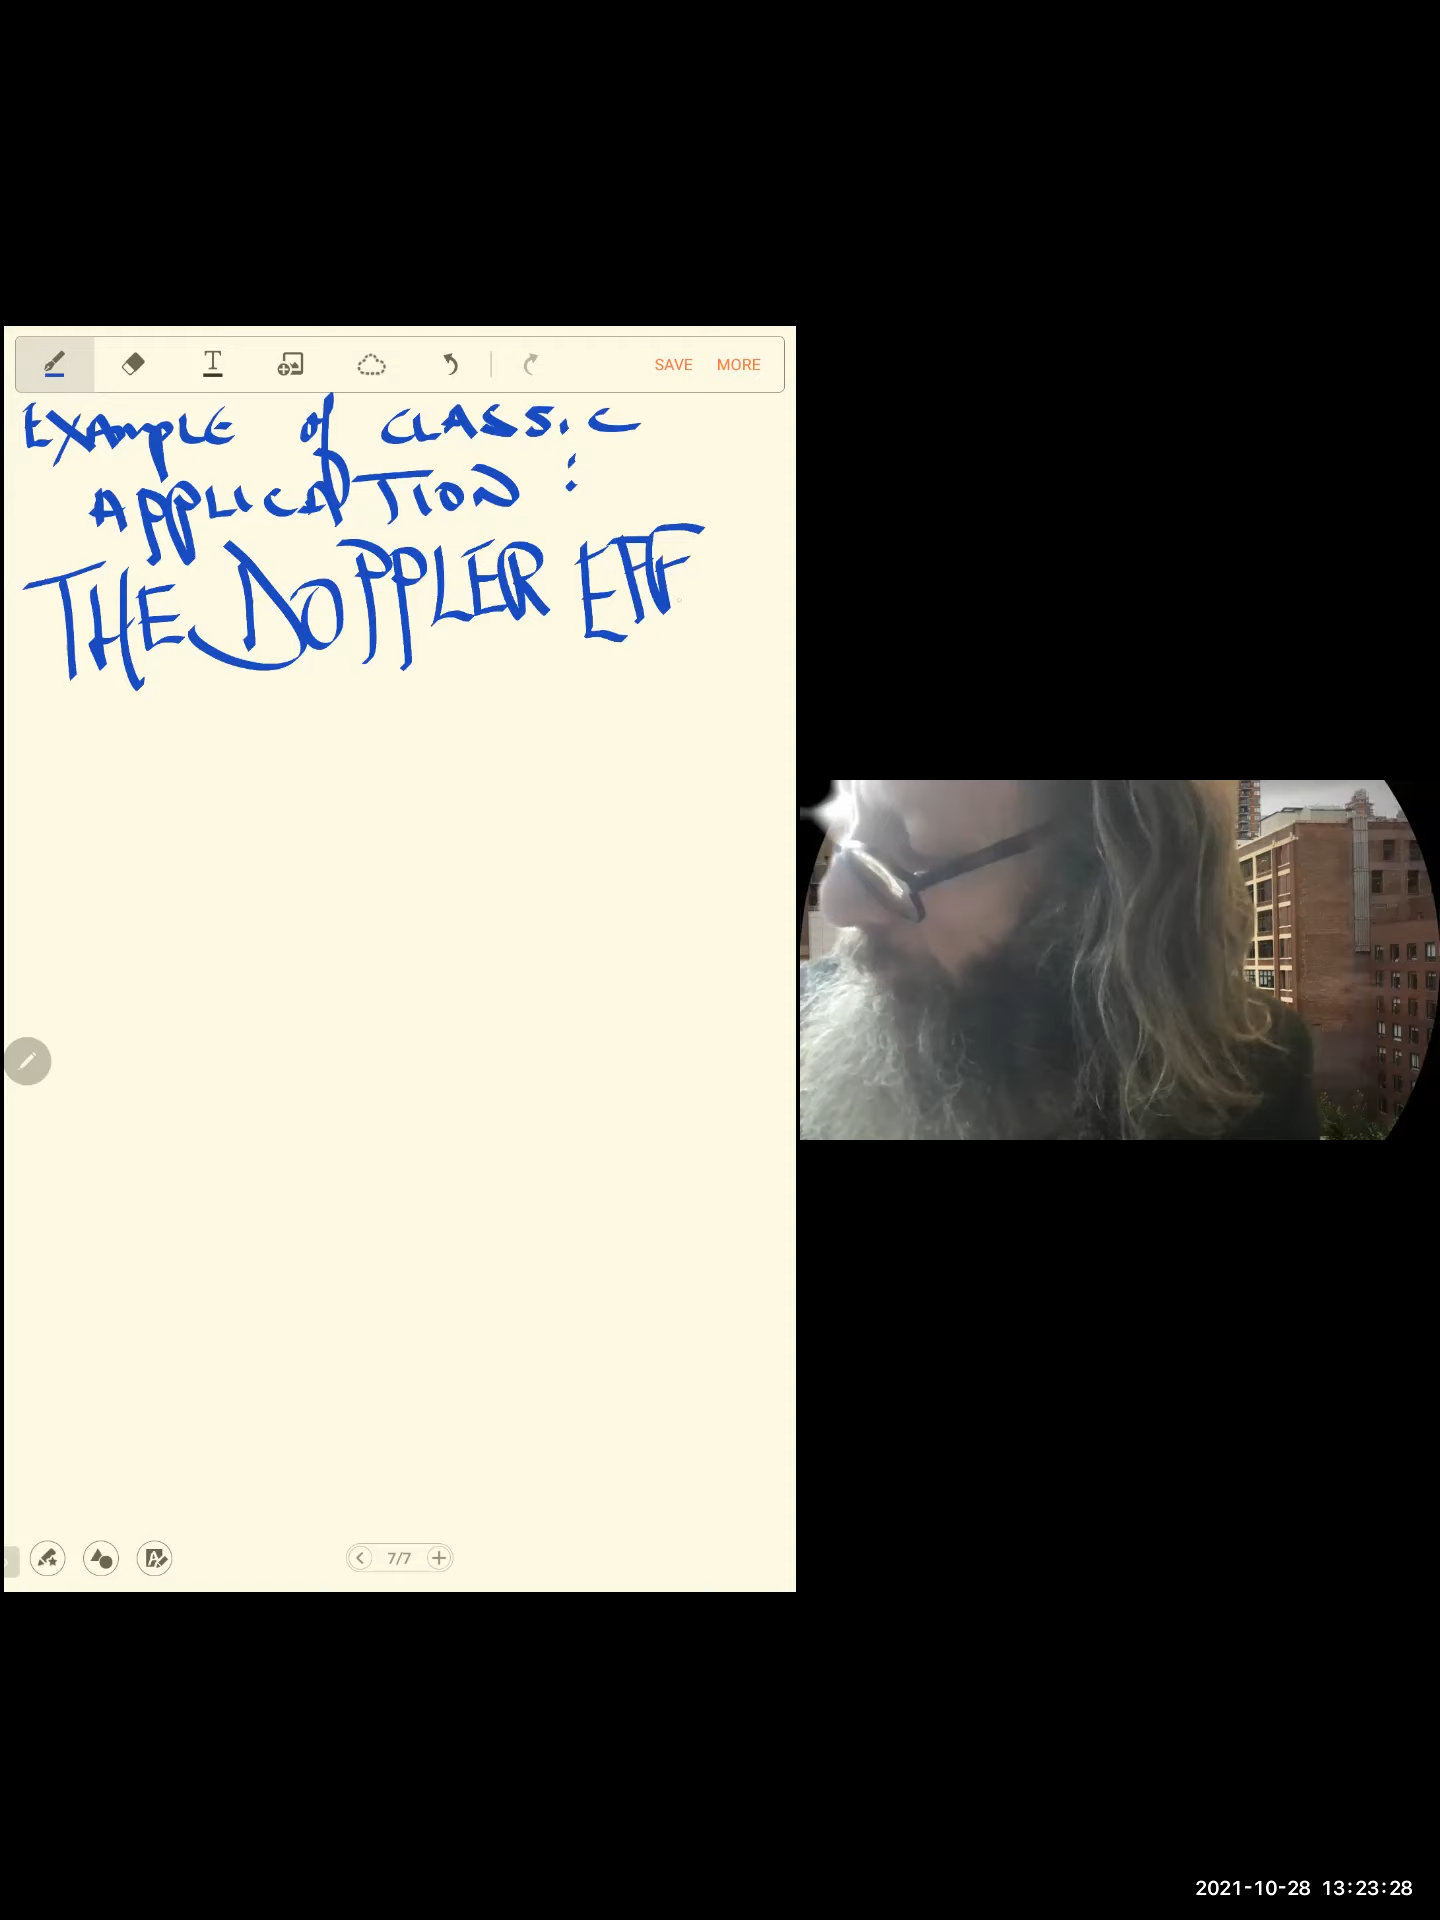 T
SAVE MORE
EXAMPLE of CLASSIC
APPLICATION :
THE DOPPLER EFF
A
7/7
2021-10-28 13:23:28